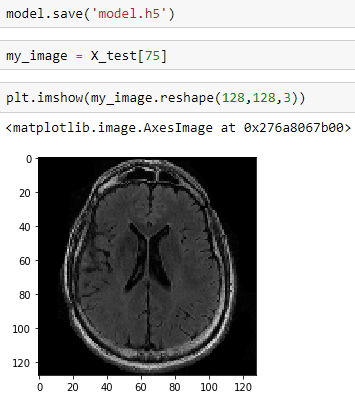 model.save('model.h5')
my_image = X_test[75]
plt.imshow(my_image.reshape(128,128,3))
<matplotlib.image.AxesImage at 0x276a8067b00>
0
20
40
60
80
100
120
0 20 40 60 80 100 120